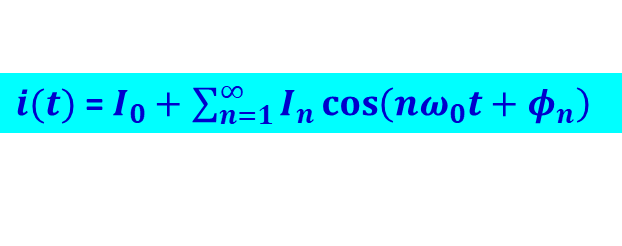 i(t) = I₀ + ∑ₙ₌₁^∞ Iₙ cos(nω₀t + ϕₙ)